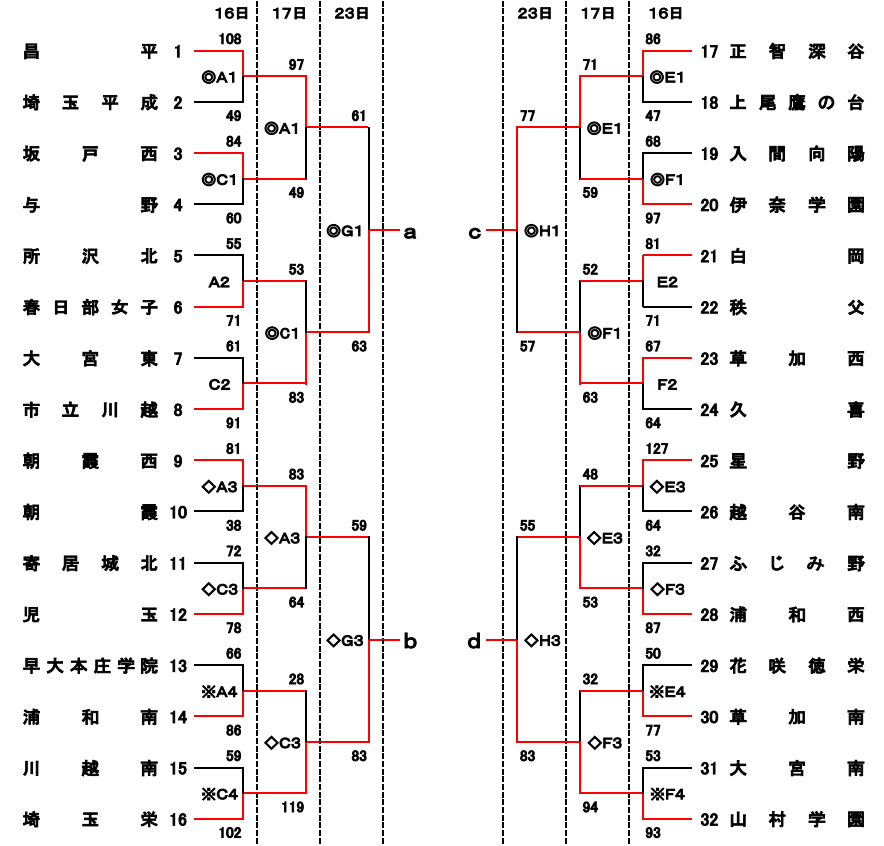 16日 17日 23日 23日 17日 16日
108 86
昌平 1 97 71 17 正智深谷
◎A1 ◎E1
埼玉平成 2 18 上尾鷹の台
49 61 77 47
84 ◎A1 ◎E1 68
坂戸西 3 19 入間向陽
◎C1 ◎F1
49 59
与野 4 20 伊奈学園
60 97
◎G1 a c ◎H1
55 81
所沢北 5 53 52 21 白岡
A2 E2
春日部女子 6 22 秩父
71 71
◎C1 ◎F1
61 63 57 67
大宮東 7 23 草加西
C2 F2
83 63
市立川越 8 24 久喜
91 64
81 127
朝霞西 9 83 48 25 星野
◇A3 ◇E3
朝霞 10 26 越谷南
38 59 55 64
◇A3 ◇E3
72 32
寄居城北 11 27 ふじみ野
◇C3 ◇F3
64 53
児玉 12 28 浦和西
78 87
◇G3 b d ◇H3
66 50
早大本庄学院 13 28 32 29 花咲徳栄
※A4 ※E4
浦和南 14 30 草加南
86 77
◇C3 ◇F3
59 83 83 53
川越南 15 31 大宮南
※C4 ※F4
119 94
埼玉栄 16 32 山村学園
102 93